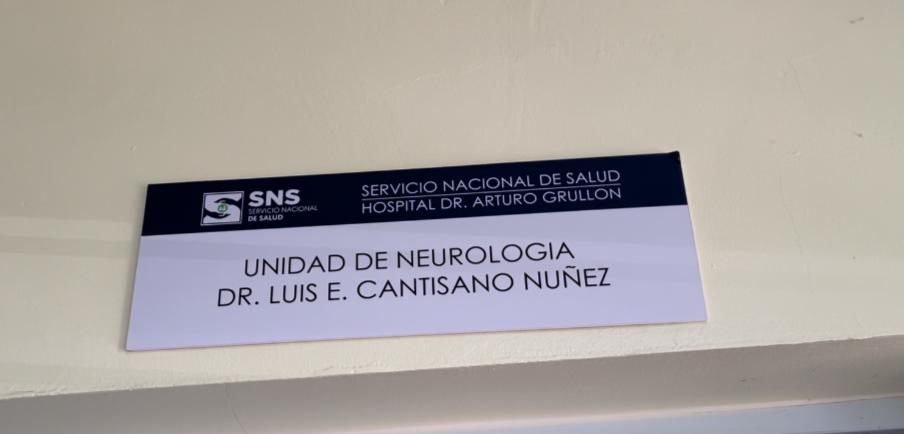 SNS
SERVICIO NACIONAL
DE SALUD
SERVICIO NACIONAL DE SALUD
HOSPITAL DR. ARTURO GRULLON
UNIDAD DE NEUROLOGIA
DR. LUIS E. CANTISANO NUÑEZ